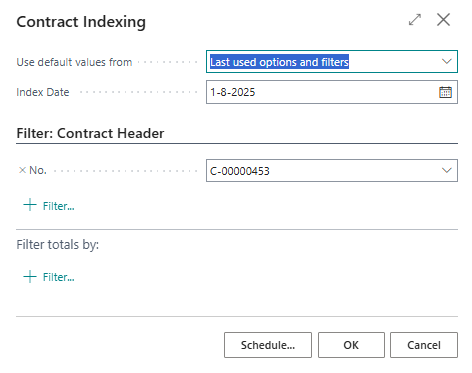 Contract Indexing
Use default values from Last used options and filters
Index Date 1-8-2025
Filter: Contract Header
× No. C-00000453
+ Filter...
Filter totals by:
+ Filter...
Schedule... OK Cancel